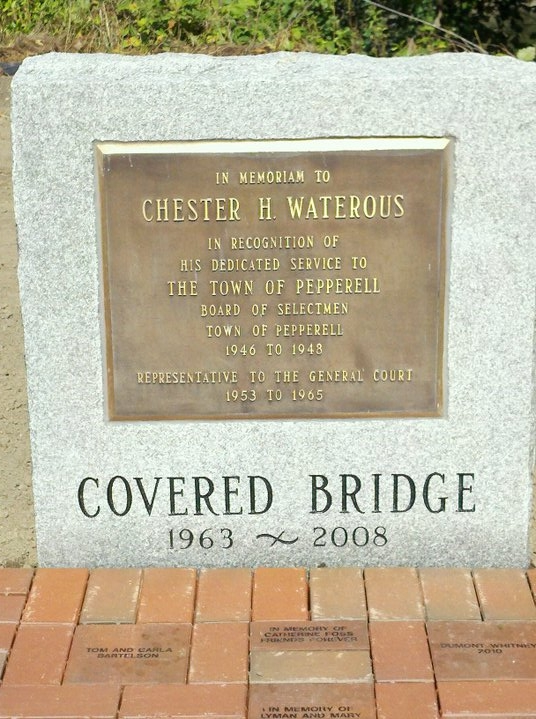 IN MEMORIAM TO
CHESTER H. WATEROUS
IN RECOGNITION OF
HIS DEDICATED SERVICE TO
THE TOWN OF PEPPERELL
BOARD OF SELECTMEN
TOWN OF PEPPERELL
1946 TO 1948
REPRESENTATIVE TO THE GENERAL COURT
1953 TO 1965
COVERED BRIDGE
1963 ~ 2008
IN MEMORY OF
CATHERINE FOSS
FRIENDS FOREVER
TOM AND CARLA
BARTELSON
DUMONT WHITNEY
2010
IN MEMORY OF
LYMAN AND MARY